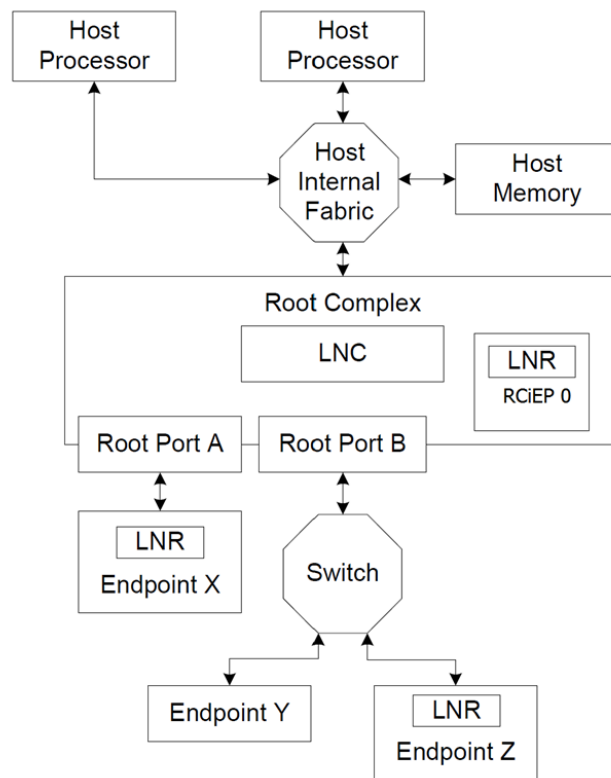 Host
Processor
Host
Processor
Host
Internal
Fabric
Host
Memory
Root Complex
LNC
LNR
RCiEP 0
Root Port A
Root Port B
LNR
Endpoint X
Switch
Endpoint Y
LNR
Endpoint Z